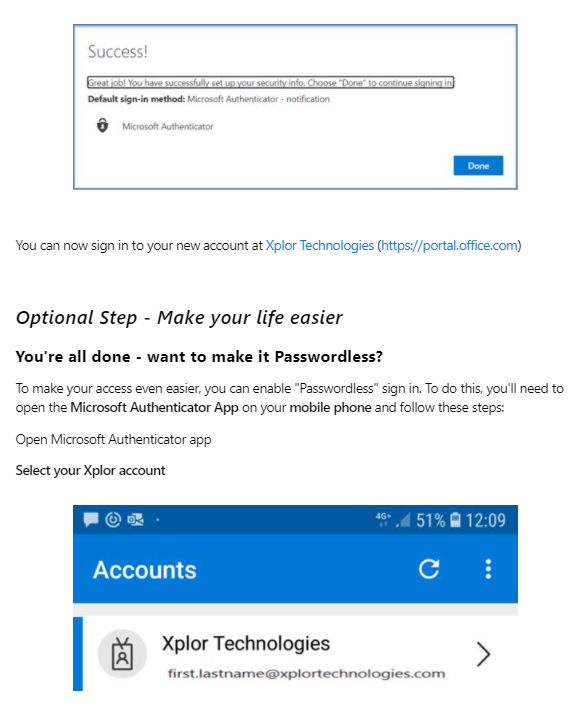 Success!
Great job! You have successfully set up your security info. Choose "Done" to continue signing in.
Default sign-in method: Microsoft Authenticator - notification
Microsoft Authenticator
Done
You can now sign in to your new account at Xplor Technologies (https://portal.office.com)
Optional Step - Make your life easier
You're all done - want to make it Passwordless?
To make your access even easier, you can enable "Passwordless" sign in. To do this, you'll need to
open the Microsoft Authenticator App on your mobile phone and follow these steps:
Open Microsoft Authenticator app
Select your Xplor account
4G+ 51% 12:09
Accounts
Xplor Technologies
first.lastname@xplortechnologies.com